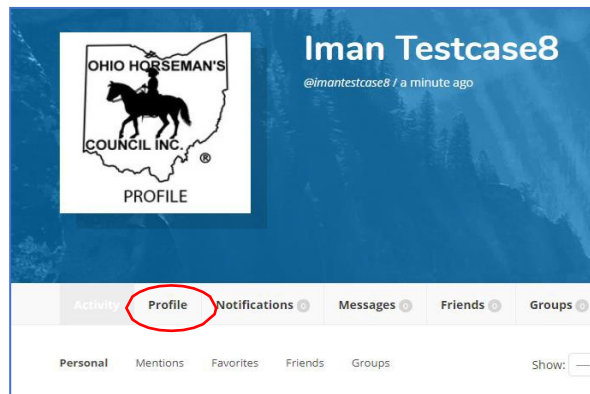 OHIO HORSEMAN'S
COUNCIL INC.
®
PROFILE
Iman Testcase8
@imantestcase8 / a minute ago
Activity Profile Notifications 0 Messages 0 Friends 0 Groups 0
Personal Mentions Favorites Friends Groups Show: —